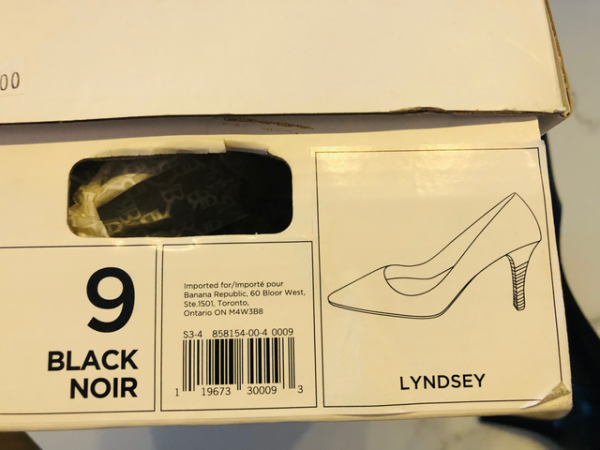 00
9
BLACK
NOIR
Imported for/Importé pour
Banana Republic, 60 Bloor West,
Ste.1501, Toronto,
Ontario ON M4W3B8
S3-4 858154-00-4 0009
1 19673 30009 3
LYNDSEY